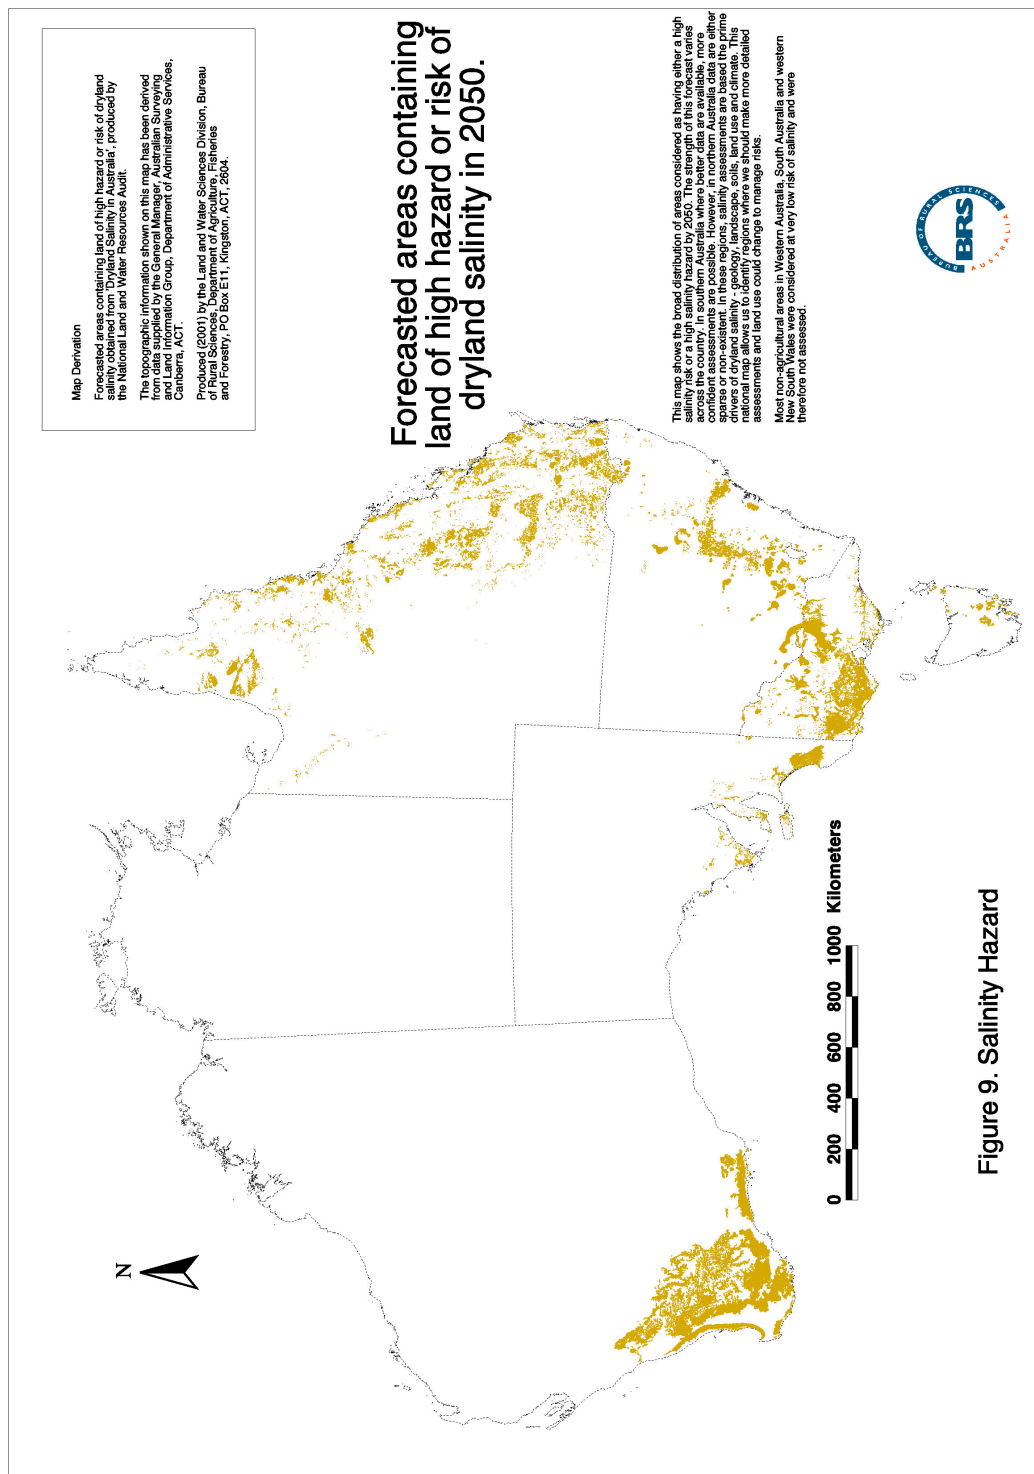 Map Derivation
Forecasted areas containing land of high hazard or risk of dryland
salinity obtained from 'Dryland Salinity in Australia', produced by
the National Land and Water Resources Audit.
The topographic information shown on this map has been derived
from data supplied by the General Manager, Australian Surveying
and Land Information Group, Department of Administrative Services,
Canberra, ACT.
Produced (2001) by the Land and Water Sciences Division, Bureau
of Rural Sciences, Department of Agriculture, Fisheries
and Forestry, PO Box E11, Kingston, ACT, 2604.
Forecasted areas containing
land of high hazard or risk of
dryland salinity in 2050.
This map shows the broad distribution of areas considered as having either a high
salinity risk or a high salinity hazard by 2050. The strength of this forecast varies
across the country. In southern Australia where better data are available, more
confident assessments are possible. However, in northern Australia data are either
sparse or non-existent. In these regions, salinity assessments are based the prime
drivers of dryland salinity - geology, landscape, soils, land use and climate. This
national map allows us to identify regions where we should make more detailed
assessments and land use could change to manage risks.
Most non-agricultural areas in Western Australia, South Australia and western
New South Wales were considered at very low risk of salinity and were
therefore not assessed.
BUREAU OF RURAL SCIENCES
BRS
AUSTRALIA
N
0 200 400 600 800 1000 Kilometers
Figure 9. Salinity Hazard